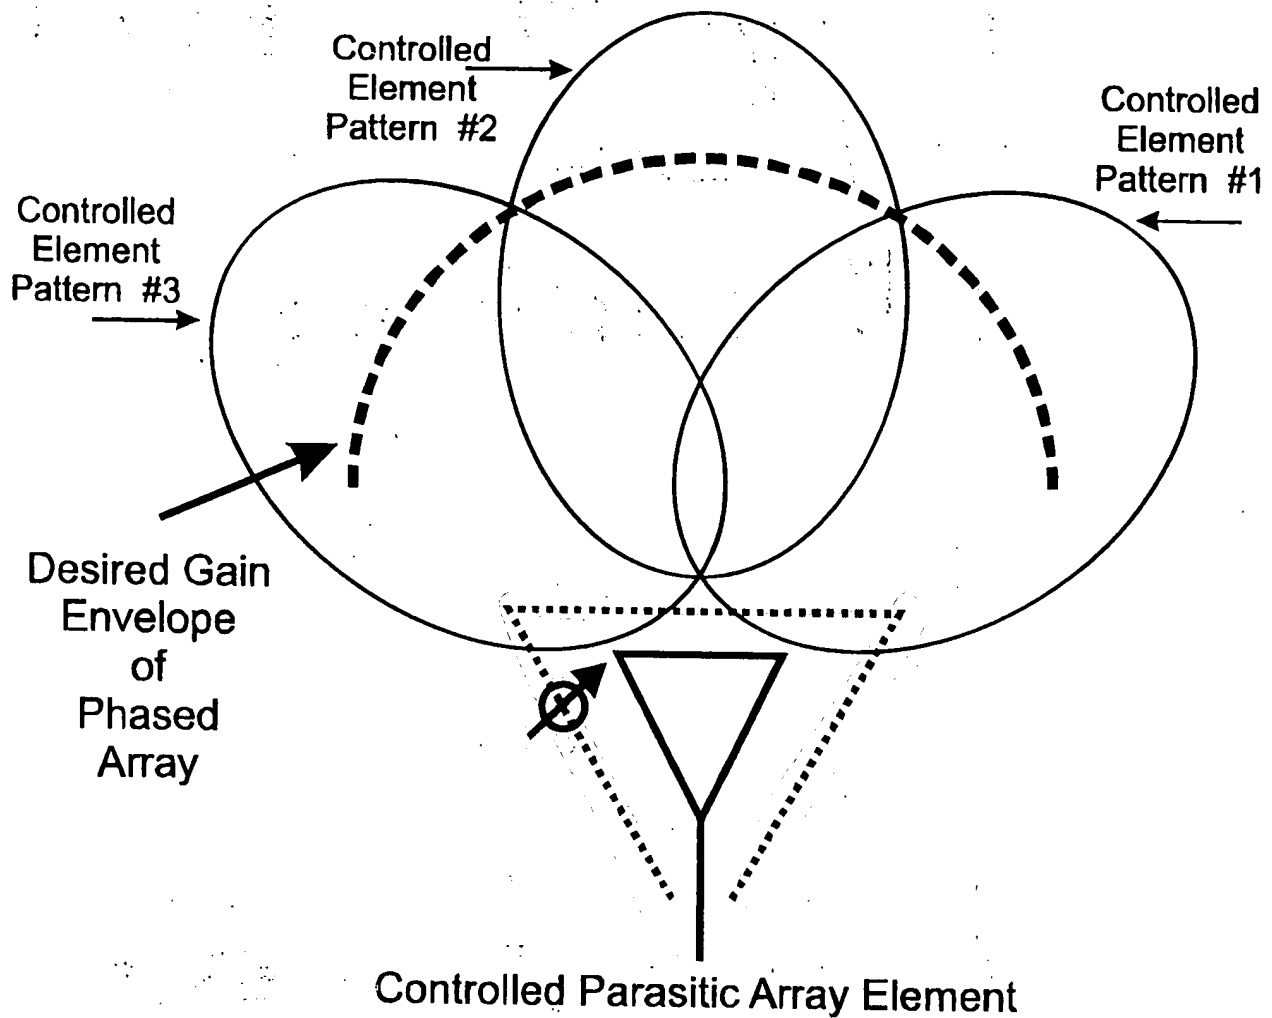 Controlled
Element
Pattern #2
Controlled
Element
Pattern #1
Controlled
Element
Pattern #3
Desired Gain
Envelope
of
Phased
Array
Controlled Parasitic Array Element